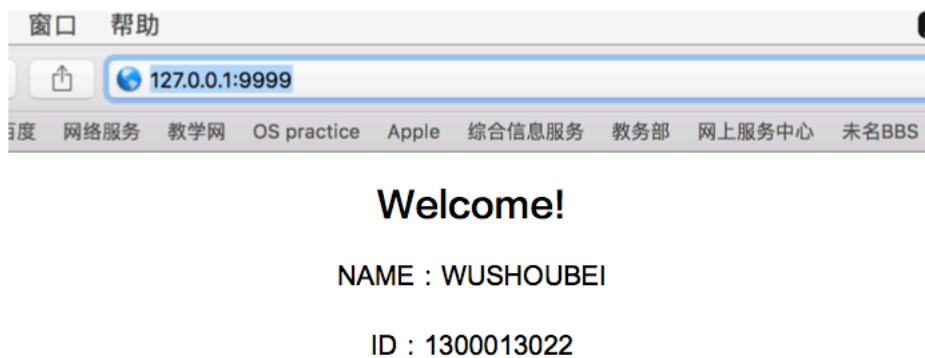 窗口 帮助
127.0.0.1:9999
百度 网络服务 教学网 OS practice Apple 综合信息服务 教务部 网上服务中心 未名BBS
Welcome!
NAME：WUSHOUBEI
ID：1300013022